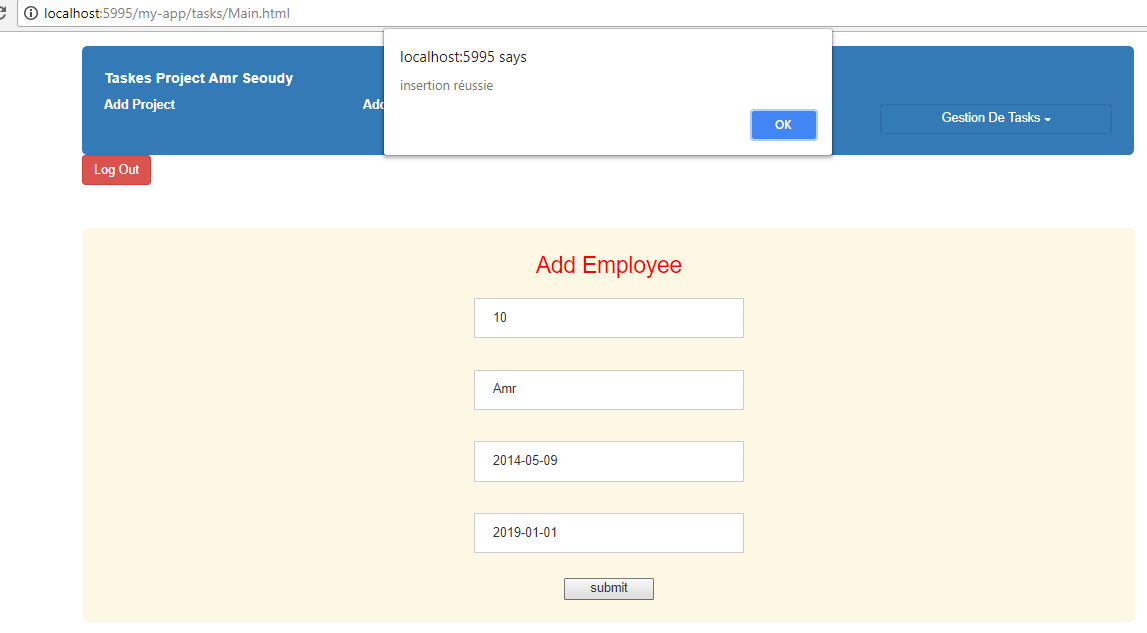 localhost:5995/my-app/tasks/Main.html
localhost:5995 says
insertion réussie
OK
Taskes Project Amr Seoudy
Add Project
Gestion De Tasks
Log Out
Add Employee
10
Amr
2014-05-09
2019-01-01
submit